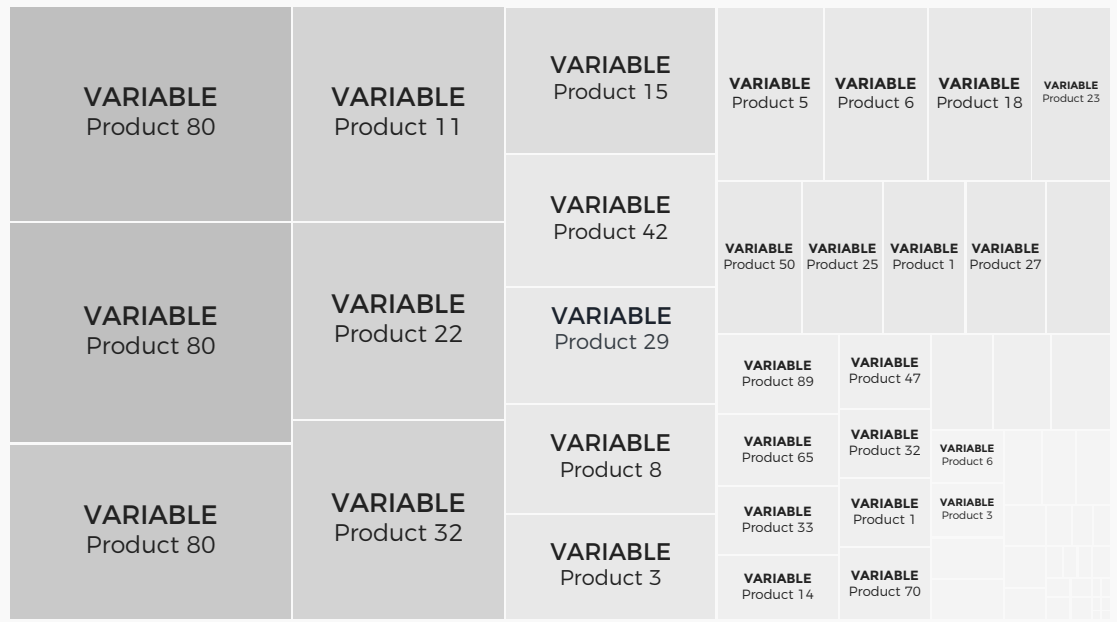 VARIABLE
Product 80
VARIABLE
Product 80
VARIABLE
Product 80
VARIABLE
Product 11
VARIABLE
Product 22
VARIABLE
Product 32
VARIABLE
Product 15
VARIABLE
Product 42
VARIABLE
Product 29
VARIABLE
Product 8
VARIABLE
Product 3
VARIABLE
Product 5
VARIABLE
Product 6
VARIABLE
Product 18
VARIABLE
Product 23
VARIABLE
Product 50
VARIABLE
Product 25
VARIABLE
Product 1
VARIABLE
Product 27
VARIABLE
Product 89
VARIABLE
Product 65
VARIABLE
Product 33
VARIABLE
Product 14
VARIABLE
Product 47
VARIABLE
Product 32
VARIABLE
Product 1
VARIABLE
Product 70
VARIABLE
Product 6
VARIABLE
Product 3